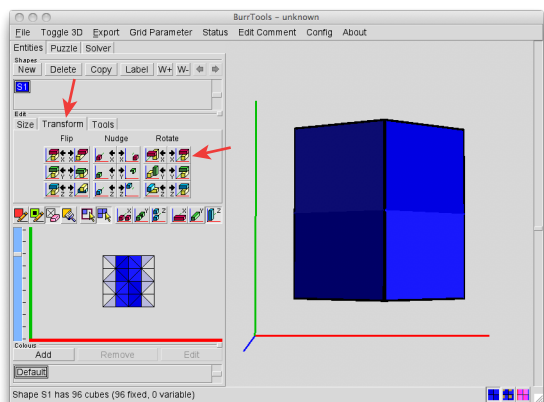 BurrTools - unknown
File Toggle 3D Export Grid Parameter Status Edit Comment Config About
Entities Puzzle Solver
Shapes
New Delete Copy Label W+ W-
S1
Edit
Size Transform Tools
Flip Nudge Rotate
X X X X X X
Y Y Y Y Y Y
Z Z Z Z Z Z
X Y Z X Y Z
Colours
Add Remove Edit
Default
Shape S1 has 96 cubes (96 fixed, 0 variable)